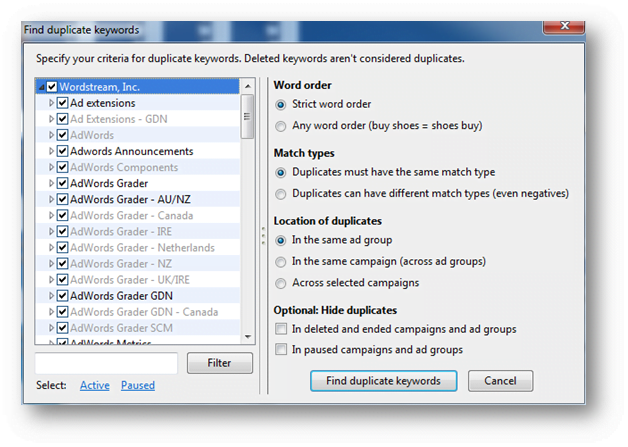 Find duplicate keywords
Specify your criteria for duplicate keywords. Deleted keywords aren't considered duplicates.
Wordstream, Inc.
Ad extensions
Ad Extensions - GDN
AdWords
Adwords Announcements
AdWords Components
AdWords Grader
AdWords Grader - AU/NZ
AdWords Grader - Canada
AdWords Grader - IRE
AdWords Grader - Netherlands
AdWords Grader - NZ
AdWords Grader - UK/IRE
AdWords Grader GDN
AdWords Grader GDN - Canada
AdWords Grader SCM
AdWords Metrics
Filter
Select: Active Paused
Word order
Strict word order
Any word order (buy shoes = shoes buy)
Match types
Duplicates must have the same match type
Duplicates can have different match types (even negatives)
Location of duplicates
In the same ad group
In the same campaign (across ad groups)
Across selected campaigns
Optional: Hide duplicates
In deleted and ended campaigns and ad groups
In paused campaigns and ad groups
Find duplicate keywords
Cancel